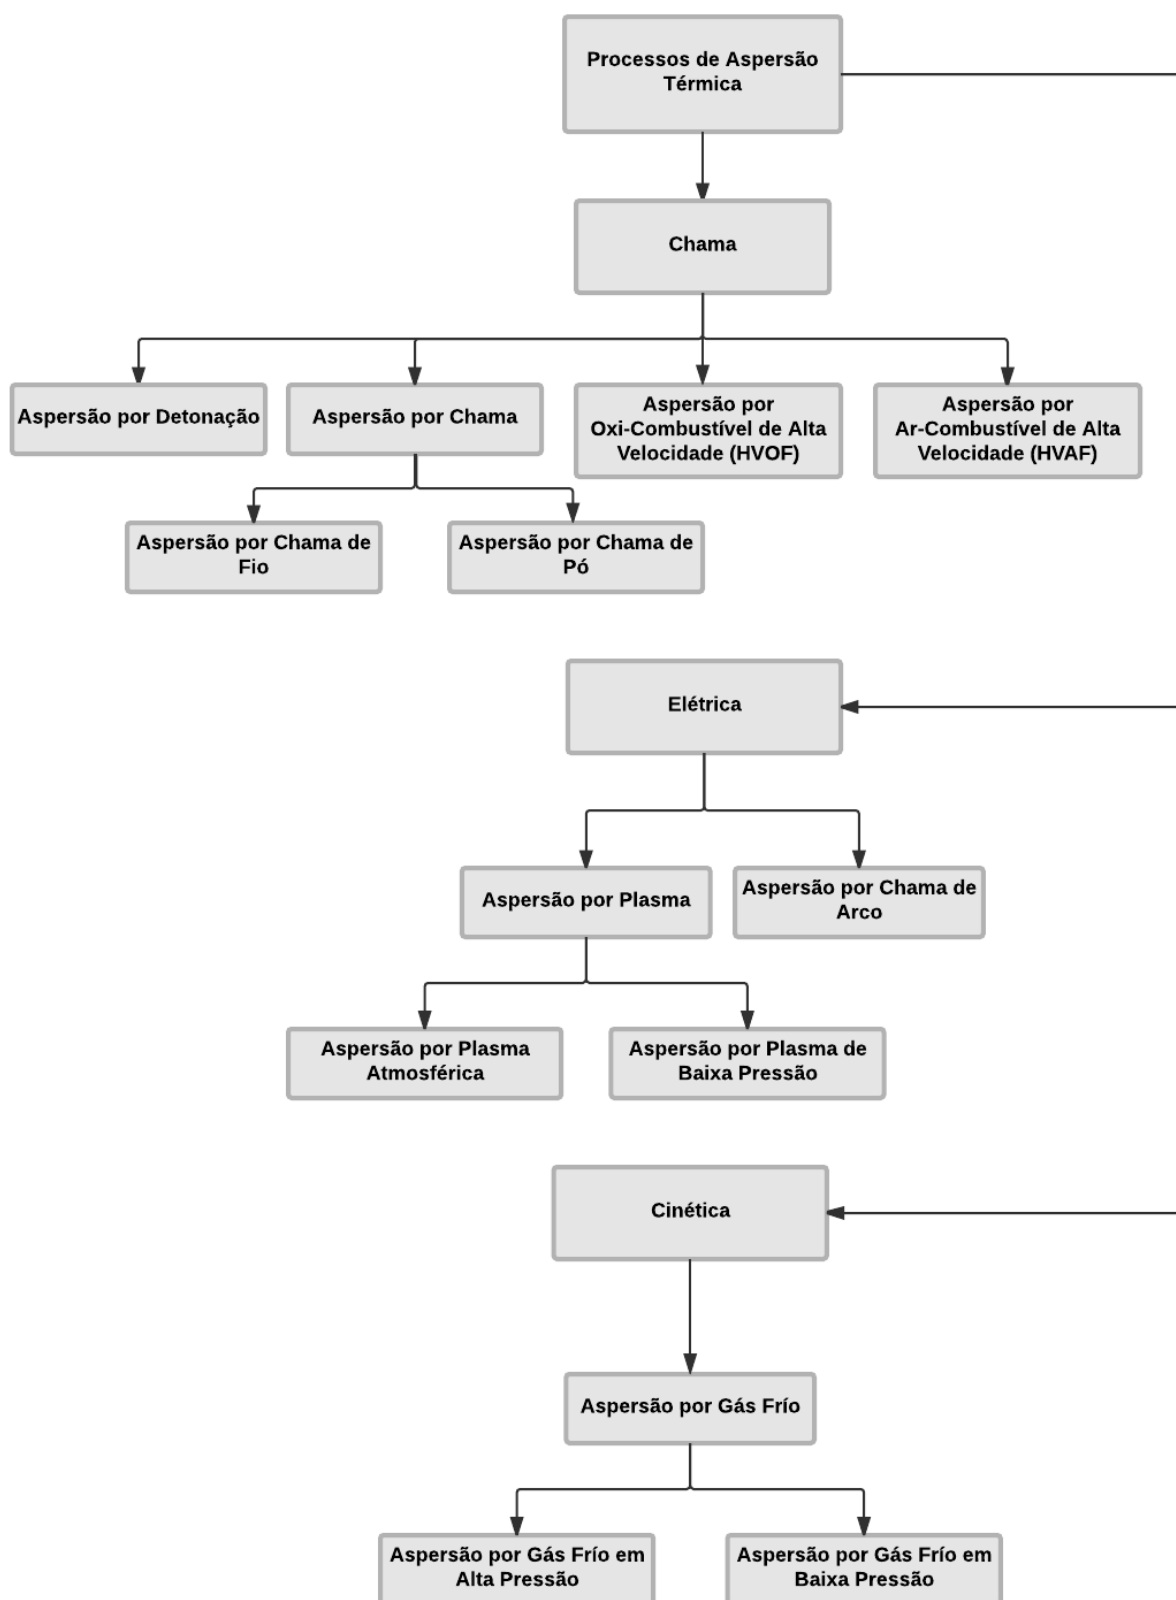 Processos de Aspersão
Térmica
Chama
Aspersão por Detonação
Aspersão por Chama
Aspersão por
Oxi-Combustível de Alta
Velocidade (HVOF)
Aspersão por
Ar-Combustível de Alta
Velocidade (HVAF)
Aspersão por Chama de
Fio
Aspersão por Chama de
Pó
Elétrica
Aspersão por Plasma
Aspersão por Chama de
Arco
Aspersão por Plasma
Atmosférica
Aspersão por Plasma de
Baixa Pressão
Cinética
Aspersão por Gás Frío
Aspersão por Gás Frío em
Alta Pressão
Aspersão por Gás Frío em
Baixa Pressão